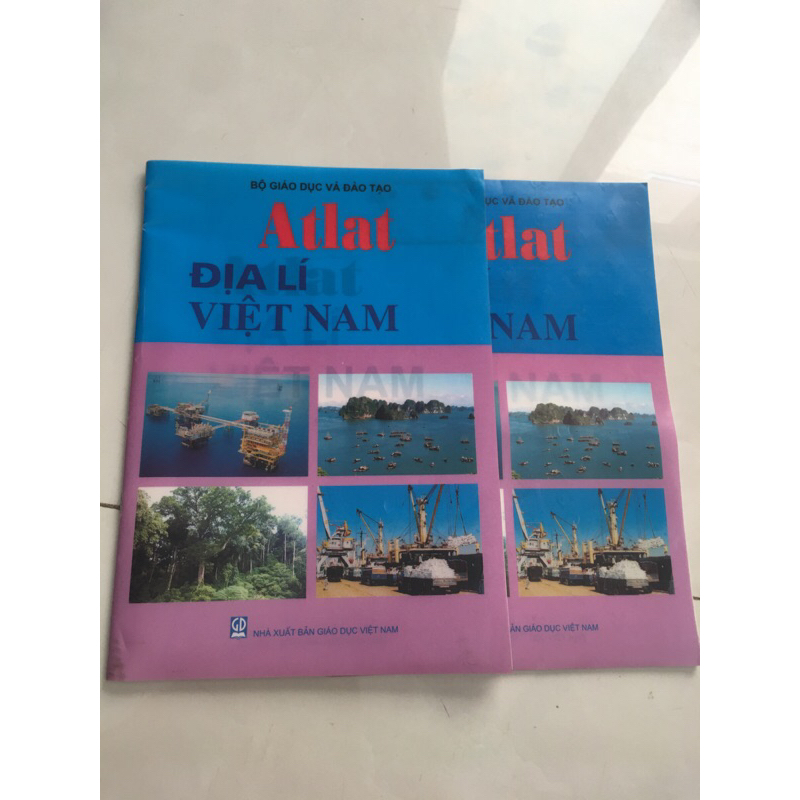 BỘ GIÁO DỤC VÀ ĐÀO TẠO
Atlat
ĐỊA LÍ
VIỆT NAM
GD
NHÀ XUẤT BẢN GIÁO DỤC VIỆT NAM
ỤC VÀ ĐÀO TẠO
tlat
NAM
ẢN GIÁO DỤC VIỆT NAM